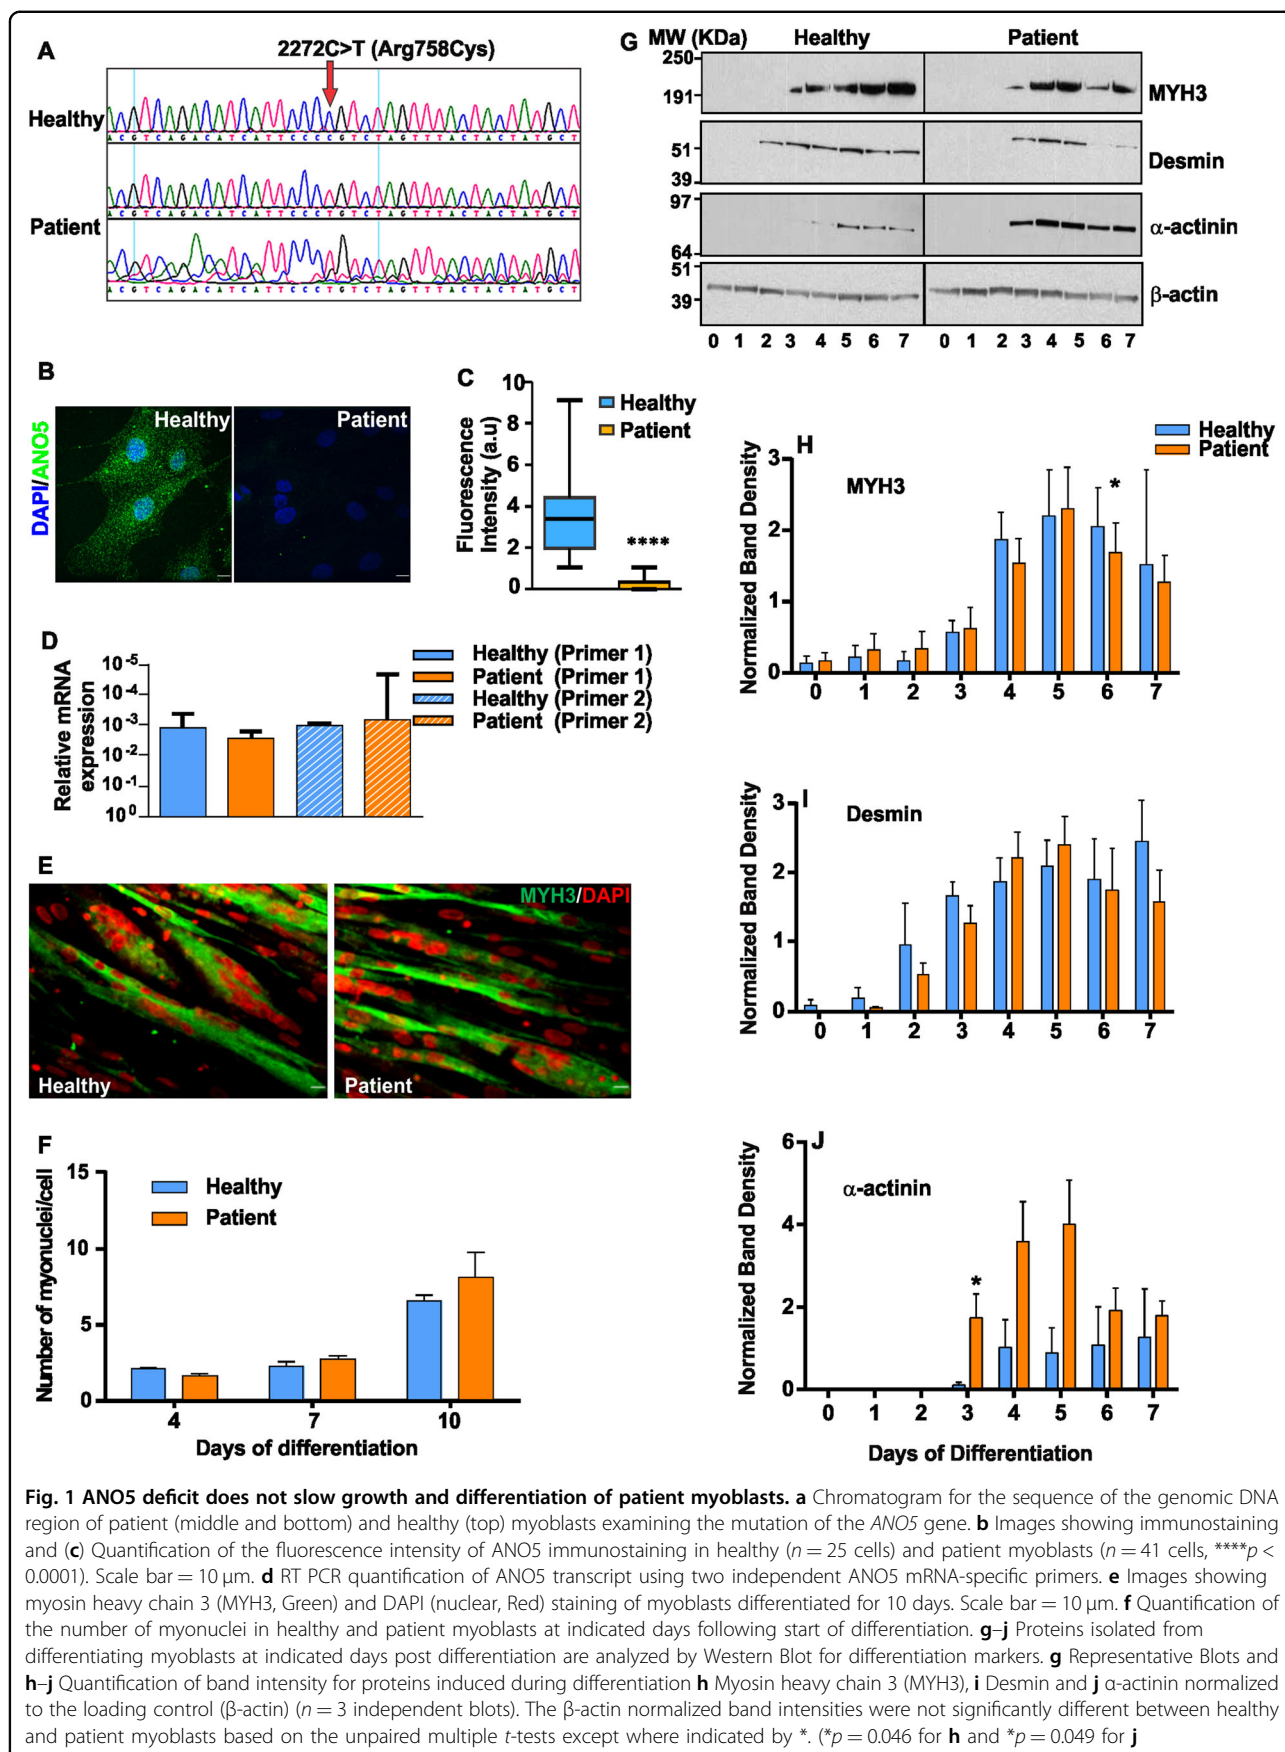 A
2272C>T (Arg758Cys)
Healthy
A C G T C A G A C A T C A T T C C C C G T C T A G T T T A C T A C T A T G C T
A C G T C A G A C A T C A T T C C C T G T C T A G T T T A C T A C T A T G C T
Patient
A C G T C A G A C A T C A T T C C C T G T C T A G T T T A C T A C T A T G C T
B
DAPI/ANO5
Healthy
Patient
C
Fluorescence
Intensity (a.u)
10
8
6
4
2
0
Healthy
Patient
****
D
Relative mRNA
expression
10-5
10-4
10-3
10-2
10-1
100
Healthy (Primer 1)
Patient (Primer 1)
Healthy (Primer 2)
Patient (Primer 2)
E
MYH3/DAPI
Healthy
Patient
F
Number of myonuclei/cell
15
10
5
0
Healthy
Patient
4 7 10
Days of differentiation
G MW (KDa) Healthy Patient
250
191
MYH3
51
39
Desmin
97
64
α-actinin
51
39
β-actin
0 1 2 3 4 5 6 7 0 1 2 3 4 5 6 7
Healthy
Patient
H
MYH3
Normalized Band Density
3
2
1
0
*
0 1 2 3 4 5 6 7
I
Desmin
Normalized Band Density
3
2
1
0
0 1 2 3 4 5 6 7
J
α-actinin
Normalized Band Density
6
4
2
0
*
0 1 2 3 4 5 6 7
Days of Differentiation
Fig. 1 ANO5 deficit does not slow growth and differentiation of patient myoblasts. a Chromatogram for the sequence of the genomic DNA
region of patient (middle and bottom) and healthy (top) myoblasts examining the mutation of the ANO5 gene. b Images showing immunostaining
and (c) Quantification of the fluorescence intensity of ANO5 immunostaining in healthy (n = 25 cells) and patient myoblasts (n = 41 cells, ****p <
0.0001). Scale bar = 10 μm. d RT PCR quantification of ANO5 transcript using two independent ANO5 mRNA-specific primers. e Images showing
myosin heavy chain 3 (MYH3, Green) and DAPI (nuclear, Red) staining of myoblasts differentiated for 10 days. Scale bar = 10 μm. f Quantification of
the number of myonuclei in healthy and patient myoblasts at indicated days following start of differentiation. g–j Proteins isolated from
differentiating myoblasts at indicated days post differentiation are analyzed by Western Blot for differentiation markers. g Representative Blots and
h–j Quantification of band intensity for proteins induced during differentiation h Myosin heavy chain 3 (MYH3), i Desmin and j α-actinin normalized
to the loading control (β-actin) (n = 3 independent blots). The β-actin normalized band intensities were not significantly different between healthy
and patient myoblasts based on the unpaired multiple t-tests except where indicated by *. (*p = 0.046 for h and *p = 0.049 for j